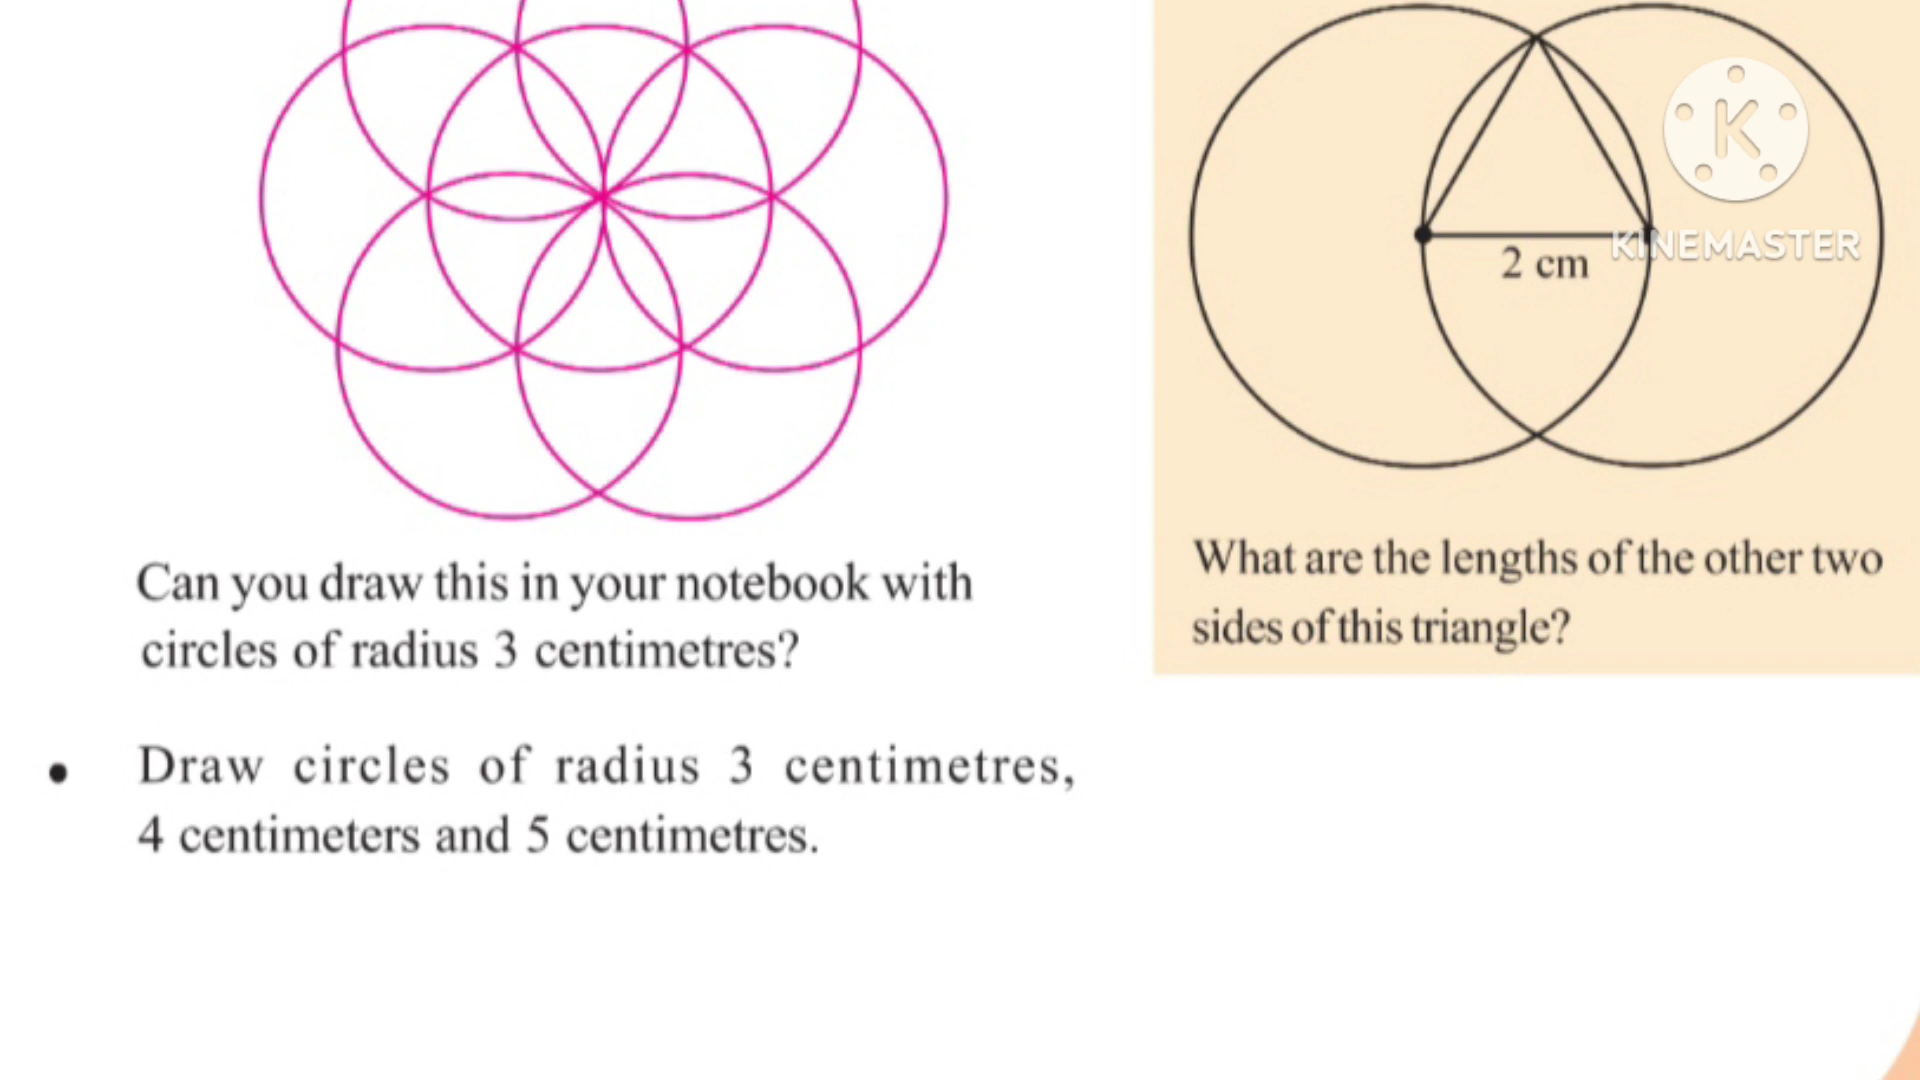 Can you draw this in your notebook with
circles of radius 3 centimetres?
• Draw circles of radius 3 centimetres,
4 centimeters and 5 centimetres.
2 cm
What are the lengths of the other two
sides of this triangle?
K
KINEMASTER